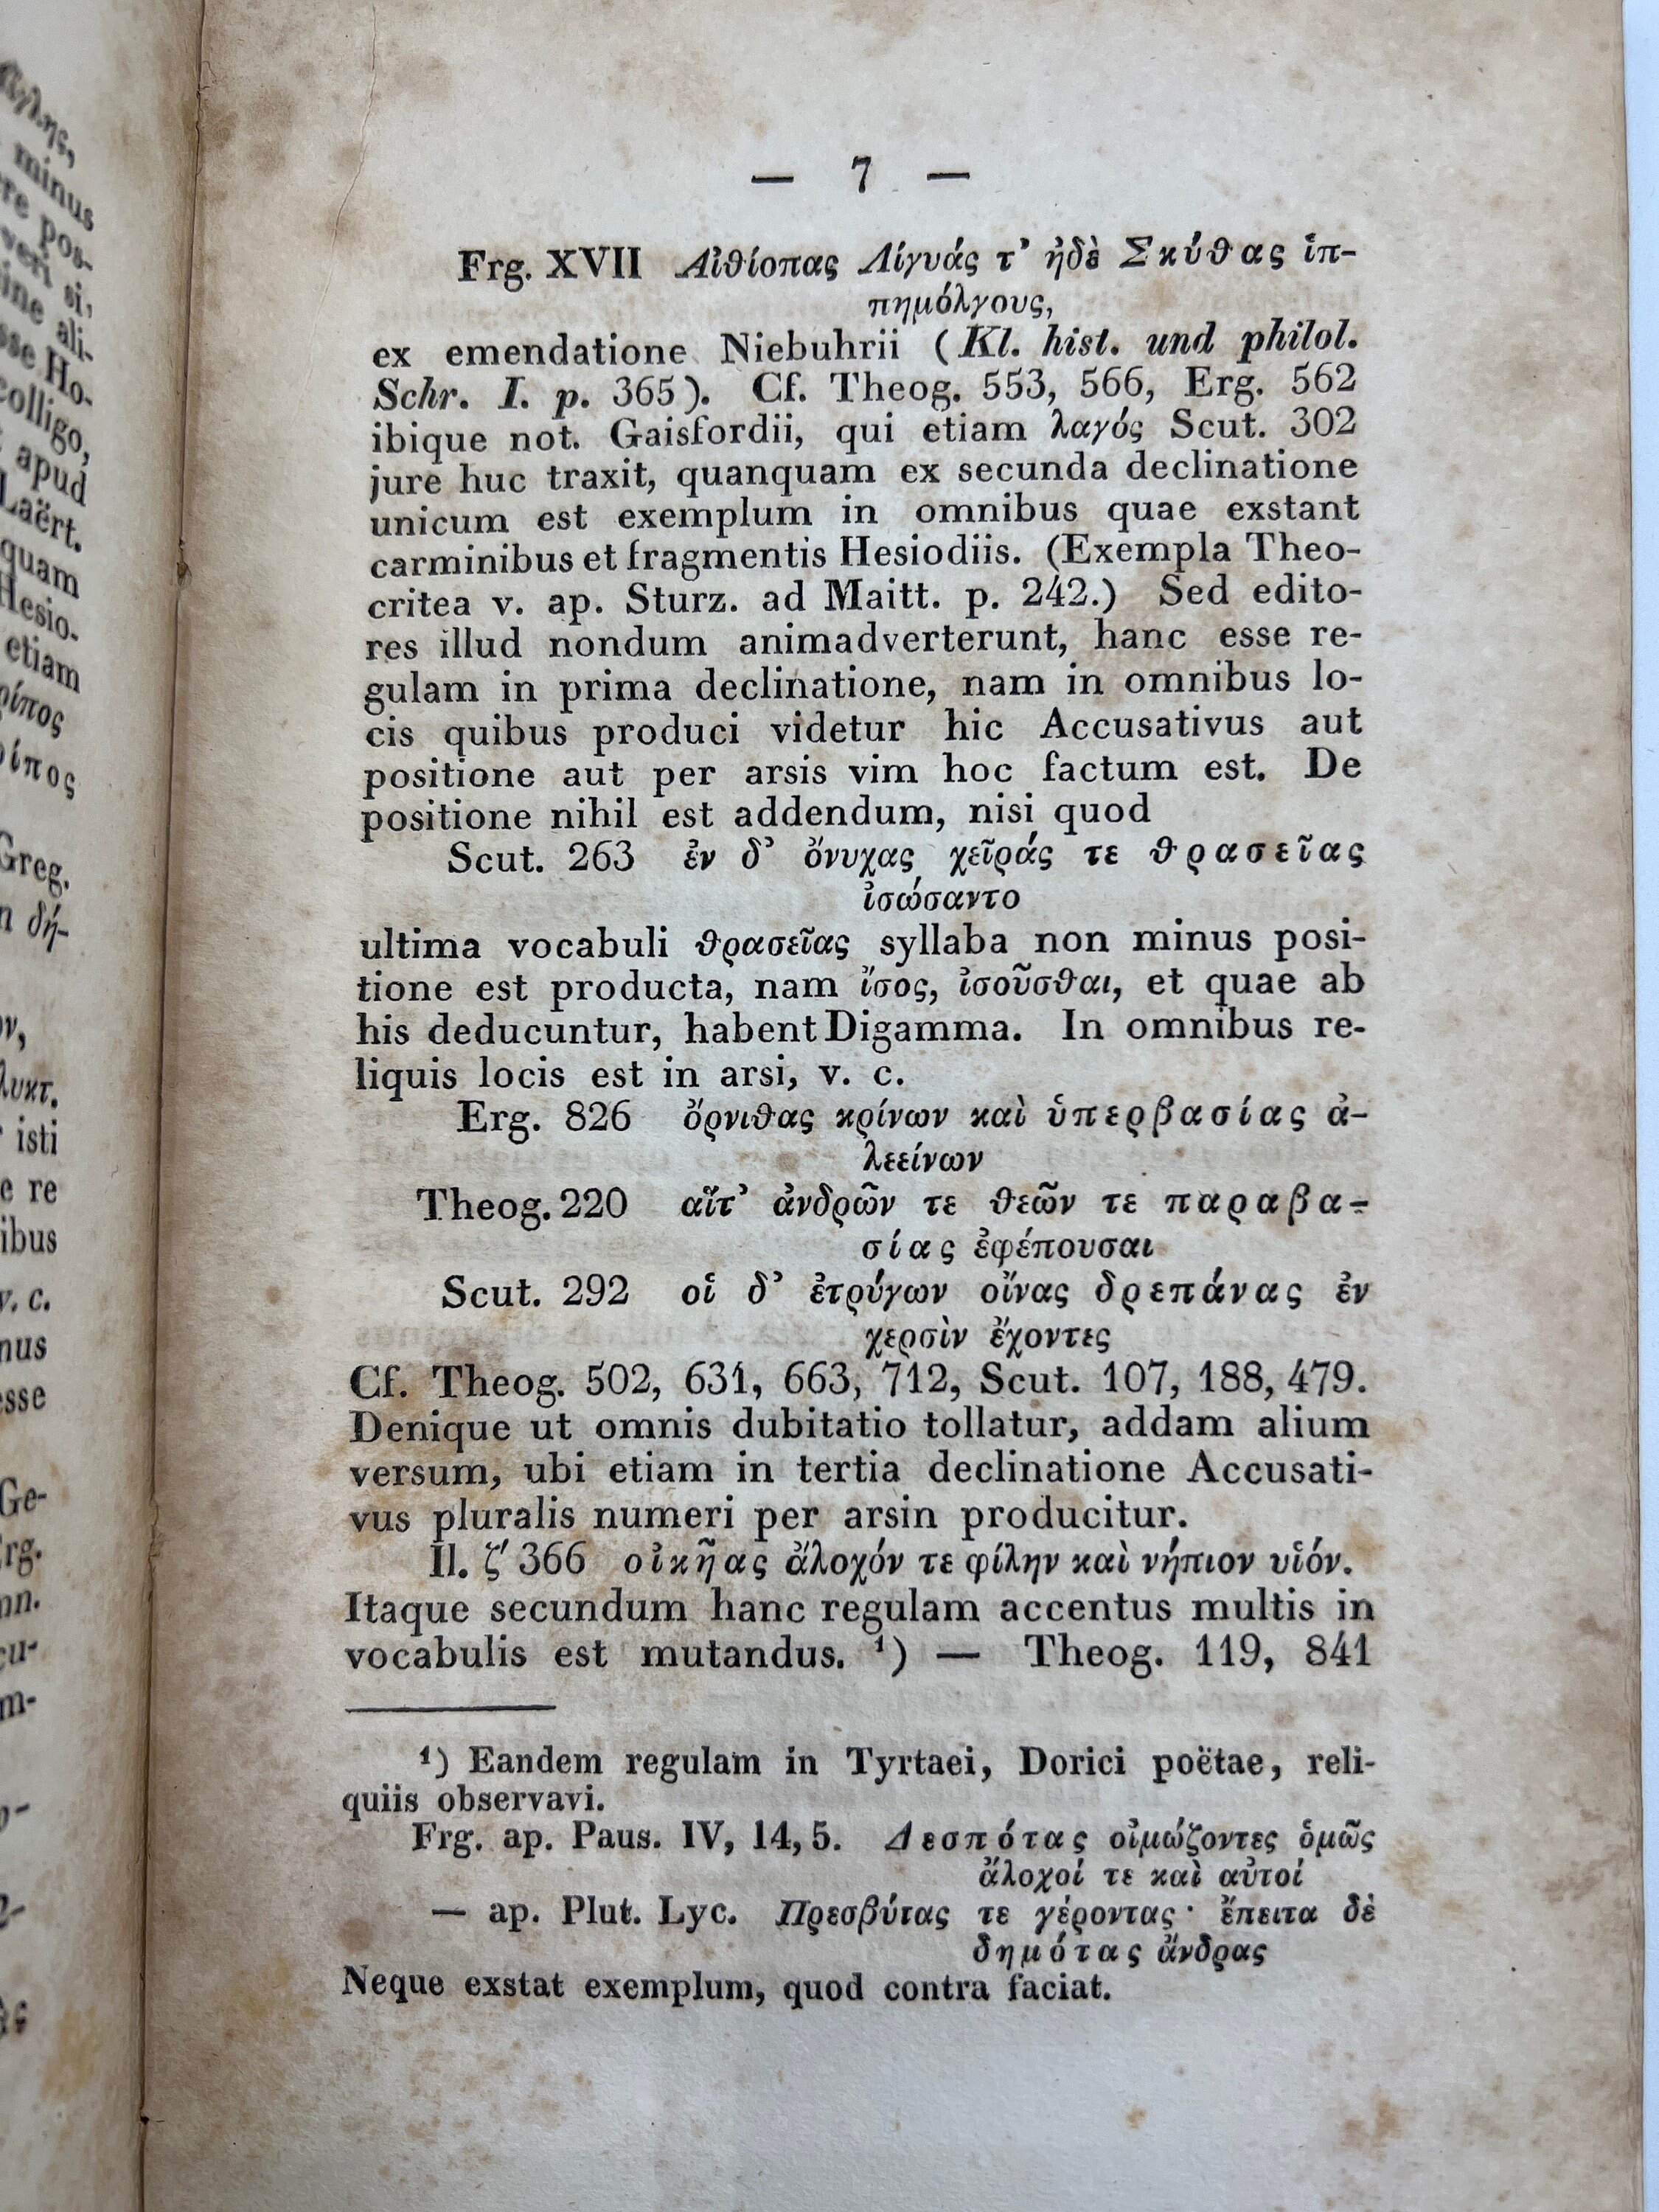 — 7 —
Frg. XVII Αἰθίοπας Λίγυάς τ’ ἠδὲ Σκύθας ἱπ-
πημόλγους,
ex emendatione Niebuhrii (Kl. hist. und philol.
Schr. I. p. 365). Cf. Theog. 553, 566, Erg. 562
ibique not. Gaisfordii, qui etiam λαγός Scut. 302
jure huc traxit, quanquam ex secunda declinatione
unicum est exemplum in omnibus quae exstant
carminibus et fragmentis Hesiodiis. (Exempla Theo-
critea v. ap. Sturz. ad Maitt. p. 242.) Sed edito-
res illud nondum animadverterunt, hanc esse re-
gulam in prima declinatione, nam in omnibus lo-
cis quibus produci videtur hic Accusativus aut
positione aut per arsis vim hoc factum est. De
positione nihil est addendum, nisi quod
Scut. 263 ἐν δ’ ὄνυχας χεῖράς τε θρασεῖας
ἰσώσαντο
ultima vocabuli θρασεῖας syllaba non minus posi-
tione est producta, nam ἴσος, ἰσοῦσθαι, et quae ab
his deducuntur, habent Digamma. In omnibus re-
liquis locis est in arsi, v. c.
Erg. 826 ὄρνιθας κρίνων καὶ ὑπερβασίας ἀ-
λεείνων
Theog. 220 αἵτ’ ἀνδρῶν τε θεῶν τε παραβα-
σίας ἐφέπουσαι
Scut. 292 οἱ δ’ ἐτρύγων οἴνας δρεπάνας ἐν
χερσὶν ἔχοντες
Cf. Theog. 502, 631, 663, 712, Scut. 107, 188, 479.
Denique ut omnis dubitatio tollatur, addam alium
versum, ubi etiam in tertia declinatione Accusati-
vus pluralis numeri per arsin producitur.
Il. ζ′ 366 οἰκῆας ἄλοχόν τε φίλην καὶ νήπιον υἱόν.
Itaque secundum hanc regulam accentus multis in
vocabulis est mutandus. ¹) — Theog. 119, 841
¹) Eandem regulam in Tyrtaei, Dorici poëtae, reli-
quiis observavi.
Frg. ap. Paus. IV, 14, 5. Δεσπότας οἰμώζοντες ὁμῶς
ἄλοχοί τε καὶ αὐτοί
— ap. Plut. Lyc. Πρεσβύτας τε γέροντας· ἔπειτα δὲ
δημότας ἄνδρας
Neque exstat exemplum, quod contra faciat.